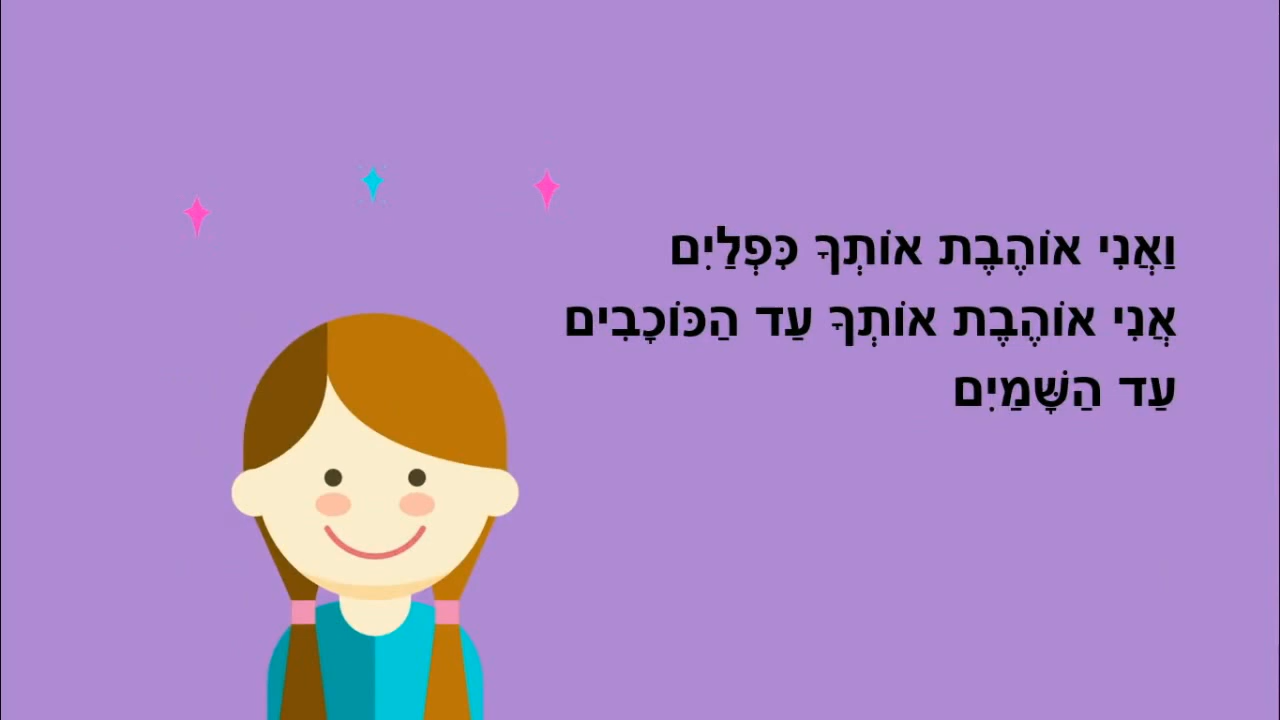 וַאֲנִי אוֹהֶבֶת אוֹתְךָ כִּפְלַיִם
אֲנִי אוֹהֶבֶת אוֹתְךָ עַד הַכּוֹכָבִים
עַד הַשָּׁמַיִם